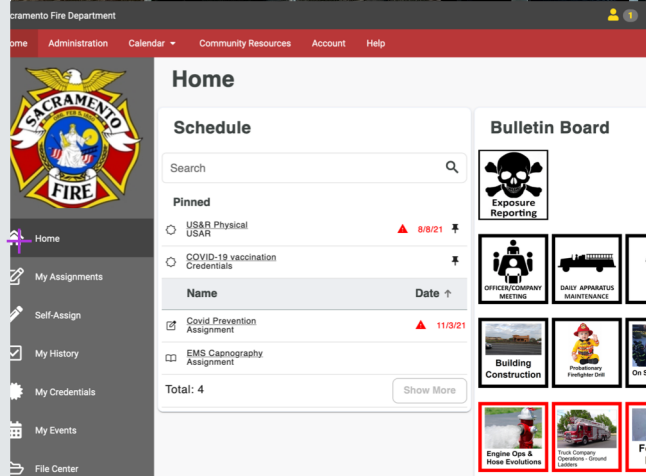 cramento Fire Department
1
ome Administration Calendar Community Resources Account Help
SACRAMENTO
FIRE
Home
My Assignments
Self-Assign
My History
My Credentials
My Events
File Center
Home
Schedule
Search
Pinned
US&R Physical
USAR
8/8/21
COVID-19 vaccination
Credentials
Name Date ↑
Covid Prevention
Assignment
11/3/21
EMS Capnography
Assignment
Total: 4
Show More
Bulletin Board
Exposure
Reporting
OFFICER/COMPANY
MEETING
DAILY APPARATUS
MAINTENANCE
Building
Construction
Probationary
Firefighter Drill
On S
Engine Ops &
Hose Evolutions
Truck Company
Operations - Ground
Ladders